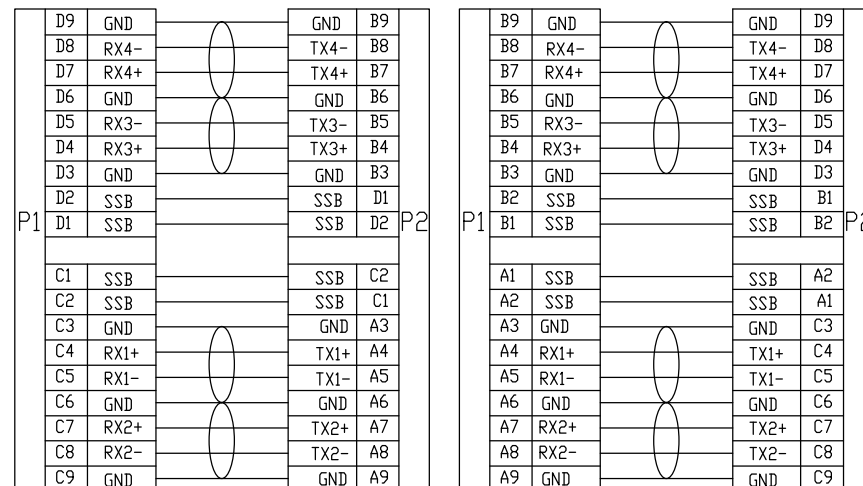 D9 GND GND B9
D8 RX4- TX4- B8
D7 RX4+ TX4+ B7
D6 GND GND B6
D5 RX3- TX3- B5
D4 RX3+ TX3+ B4
D3 GND GND B3
D2 SSB SSB D1
P1 D1 SSB SSB D2 P2
C1 SSB SSB C2
C2 SSB SSB C1
C3 GND GND A3
C4 RX1+ TX1+ A4
C5 RX1- TX1- A5
C6 GND GND A6
C7 RX2+ TX2+ A7
C8 RX2- TX2- A8
C9 GND GND A9
B9 GND GND D9
B8 RX4- TX4- D8
B7 RX4+ TX4+ D7
B6 GND GND D6
B5 RX3- TX3- D5
B4 RX3+ TX3+ D4
B3 GND GND D3
B2 SSB SSB B1
P1 B1 SSB SSB B2 P2
A1 SSB SSB A2
A2 SSB SSB A1
A3 GND GND C3
A4 RX1+ TX1+ C4
A5 RX1- TX1- C5
A6 GND GND C6
A7 RX2+ TX2+ C7
A8 RX2- TX2- C8
A9 GND GND C9